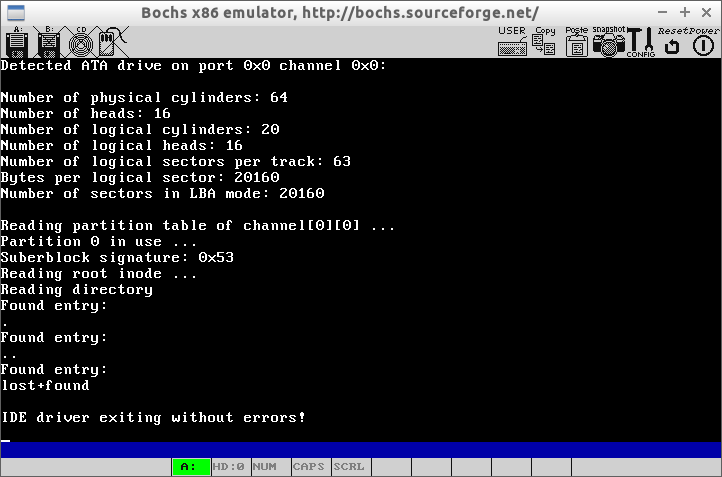 Bochs x86 emulator, http://bochs.sourceforge.net/
A: B: CD USER Copy Paste snapshot CONFIG Reset Power
Detected ATA drive on port 0x0 channel 0x0:
Number of physical cylinders: 64
Number of heads: 16
Number of logical cylinders: 20
Number of logical heads: 16
Number of logical sectors per track: 63
Bytes per logical sector: 20160
Number of sectors in LBA mode: 20160
Reading partition table of channel[0][0] ...
Partition 0 in use ...
Suberblock signature: 0x53
Reading root inode ...
Reading directory
Found entry:
.
Found entry:
..
Found entry:
lost+found
IDE driver exiting without errors!
A: HD:0 NUM CAPS SCRL